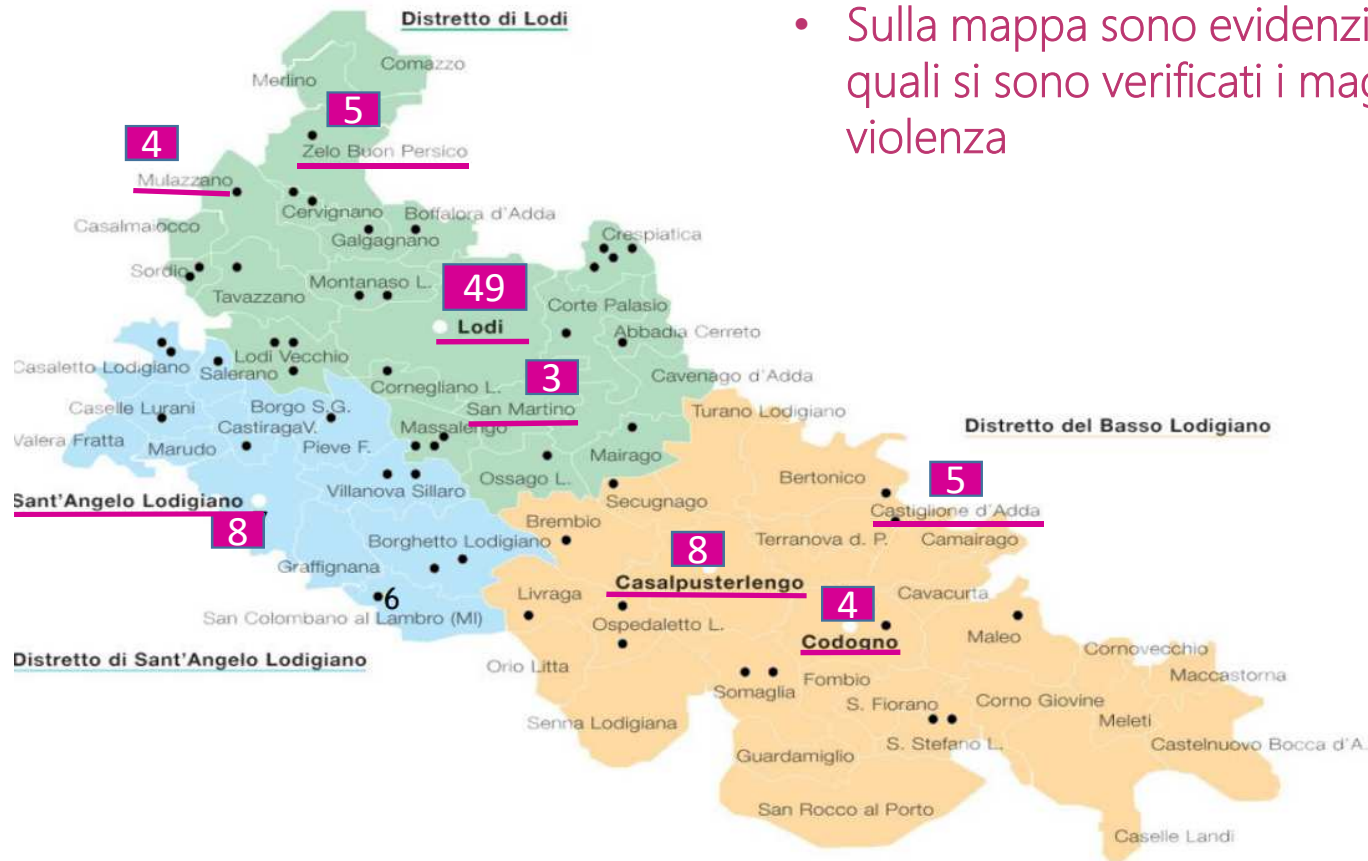 Distretto di Lodi
• Sulla mappa sono evidenzi
quali si sono verificati i mag
violenza
Comazzo
Merlino
5
Zelo Buon Persico
4
Mulazzano
Cervignano
Boffalora d'Adda
Casalmaiocco
Galgagnano
Crespiatica
Sordio
Montanaso L.
49
Tavazzano
Corte Palasio
Lodi
Abbadia Cerreto
Lodi Vecchio
Casaletto Lodigiano
Salerano
3
Cavenago d'Adda
Cornegliano L.
Caselle Lurani
Borgo S.G.
San Martino
Turano Lodigiano
CastiragaV.
Massalengo
Distretto del Basso Lodigiano
Valera Fratta
Marudo
Pieve F.
Mairago
Ossago L.
Bertonico
5
Villanova Sillaro
Sant'Angelo Lodigiano
Secugnago
Castiglione d'Adda
8
Brembio
Borghetto Lodigiano
8
Terranova d. P.
Camairago
Graffignana
Casalpusterlengo
6
Livraga
4
Cavacurta
San Colombano al Lambro (MI)
Ospedaletto L.
Codogno
Maleo
Cornovecchio
Distretto di Sant'Angelo Lodigiano
Orio Litta
Fombio
Maccastorna
Somaglia
S. Fiorano
Corno Giovine
Senna Lodigiana
Meleti
S. Stefano L.
Castelnuovo Bocca d'A.
Guardamiglio
San Rocco al Porto
Caselle Landi